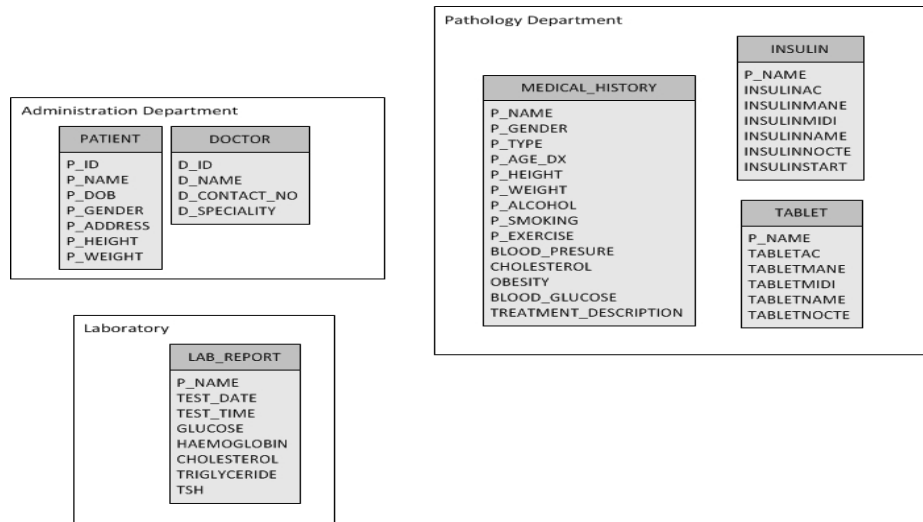 Pathology Department
INSULIN
P_NAME
INSULINAC
INSULINMANE
INSULINMIDI
INSULINNAME
INSULINNOCTE
INSULINSTART
MEDICAL_HISTORY
P_NAME
P_GENDER
P_TYPE
P_AGE_DX
P_HEIGHT
P_WEIGHT
P_ALCOHOL
P_SMOKING
P_EXERCISE
BLOOD_PRESURE
CHOLESTEROL
OBESITY
BLOOD_GLUCOSE
TREATMENT_DESCRIPTION
TABLET
P_NAME
TABLETAC
TABLETMANE
TABLETMIDI
TABLETNAME
TABLETNOCTE
Administration Department
PATIENT
P_ID
P_NAME
P_DOB
P_GENDER
P_ADDRESS
P_HEIGHT
P_WEIGHT
DOCTOR
D_ID
D_NAME
D_CONTACT_NO
D_SPECIALITY
Laboratory
LAB_REPORT
P_NAME
TEST_DATE
TEST_TIME
GLUCOSE
HAEMOGLOBIN
CHOLESTEROL
TRIGLYCERIDE
TSH